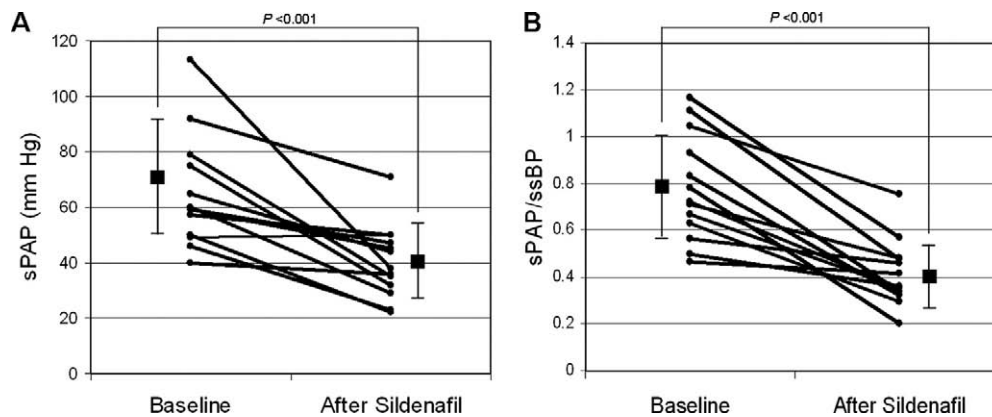 A
P <0.001
sPAP (mm Hg)
120
100
80
60
40
20
0
Baseline
After Sildenafil
B
P <0.001
sPAP/ssBP
1.4
1.2
1
0.8
0.6
0.4
0.2
0
Baseline
After Sildenafil